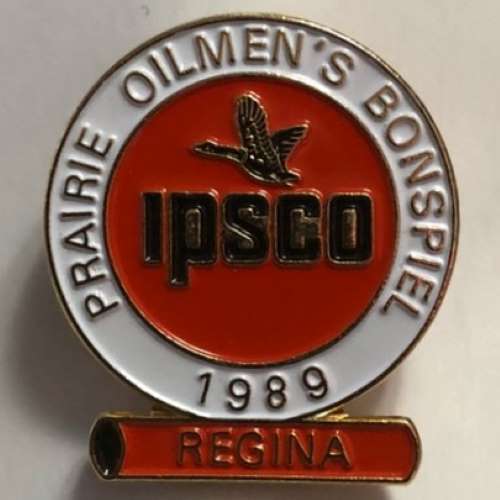 PRAIRIE OILMEN'S BONSPIEL
IPSCO
1989
REGINA